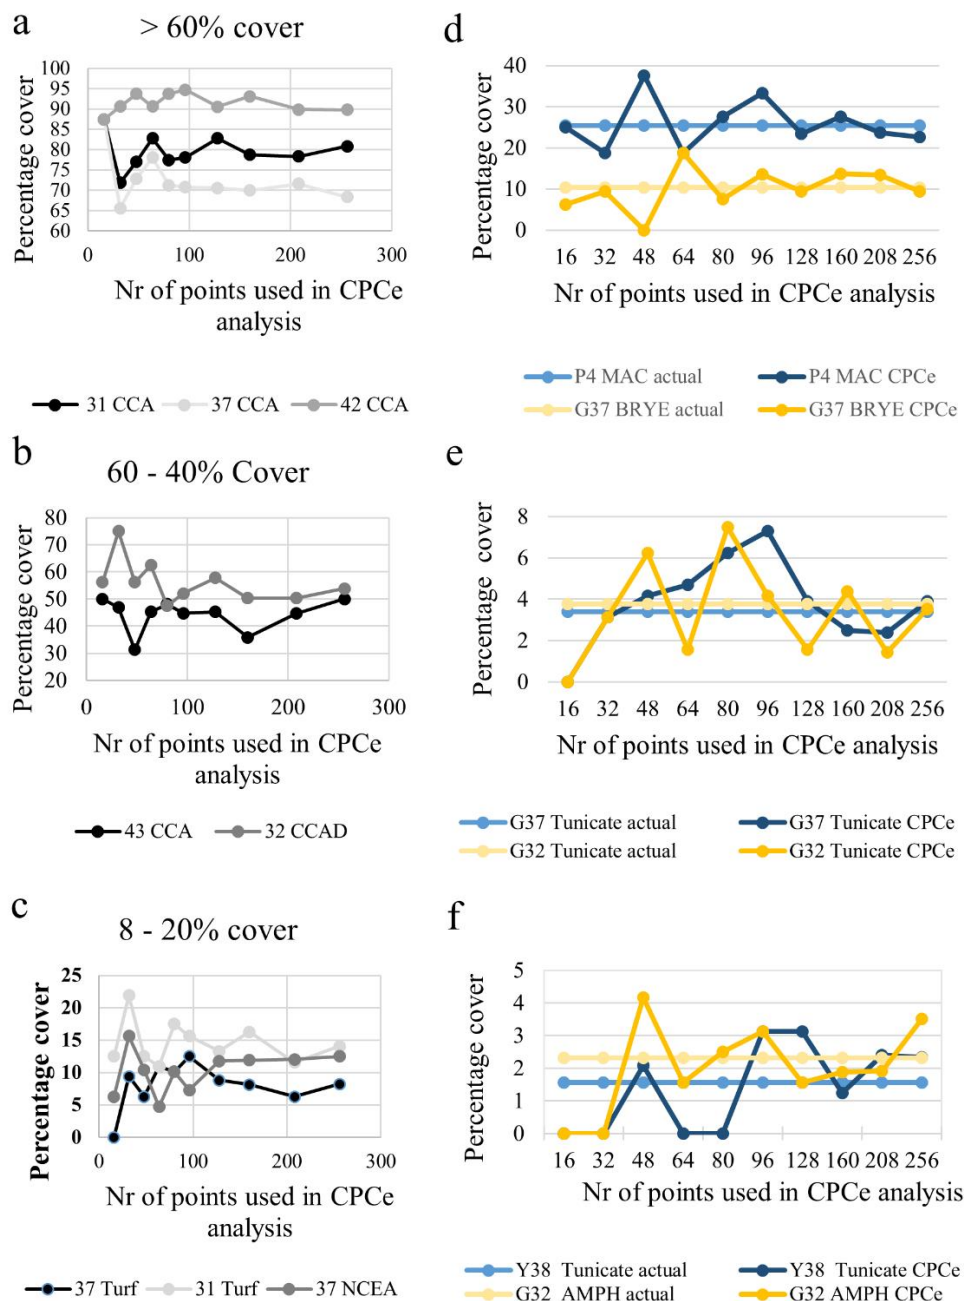 a
> 60% cover
Percentage cover
100
95
90
85
80
75
70
65
60
0
100
200
300
Nr of points used in CPCe
analysis
31 CCA
37 CCA
42 CCA
b
60 - 40% Cover
Percentage cover
80
70
60
50
40
30
20
0
100
200
300
Nr of points used in CPCe
analysis
43 CCA
32 CCAD
c
8 - 20% cover
Percentage cover
25
20
15
10
5
0
0
100
200
300
Nr of points used in CPCe
analysis
37 Turf
31 Turf
37 NCEA
d
Percentage cover
40
30
20
10
0
16 32 48 64 80 96 128 160 208 256
Nr of points used in CPCe analysis
P4 MAC actual
P4 MAC CPCe
G37 BRYE actual
G37 BRYE CPCe
e
Percentage cover
8
6
4
2
0
16 32 48 64 80 96 128 160 208 256
Nr of points used in CPCe analysis
G37 Tunicate actual
G37 Tunicate CPCe
G32 Tunicate actual
G32 Tunicate CPCe
f
Percentage cover
5
4
3
2
1
0
16 32 48 64 80 96 128 160 208 256
Nr of points used in CPCe analysis
Y38 Tunicate actual
Y38 Tunicate CPCe
G32 AMPH actual
G32 AMPH CPCe